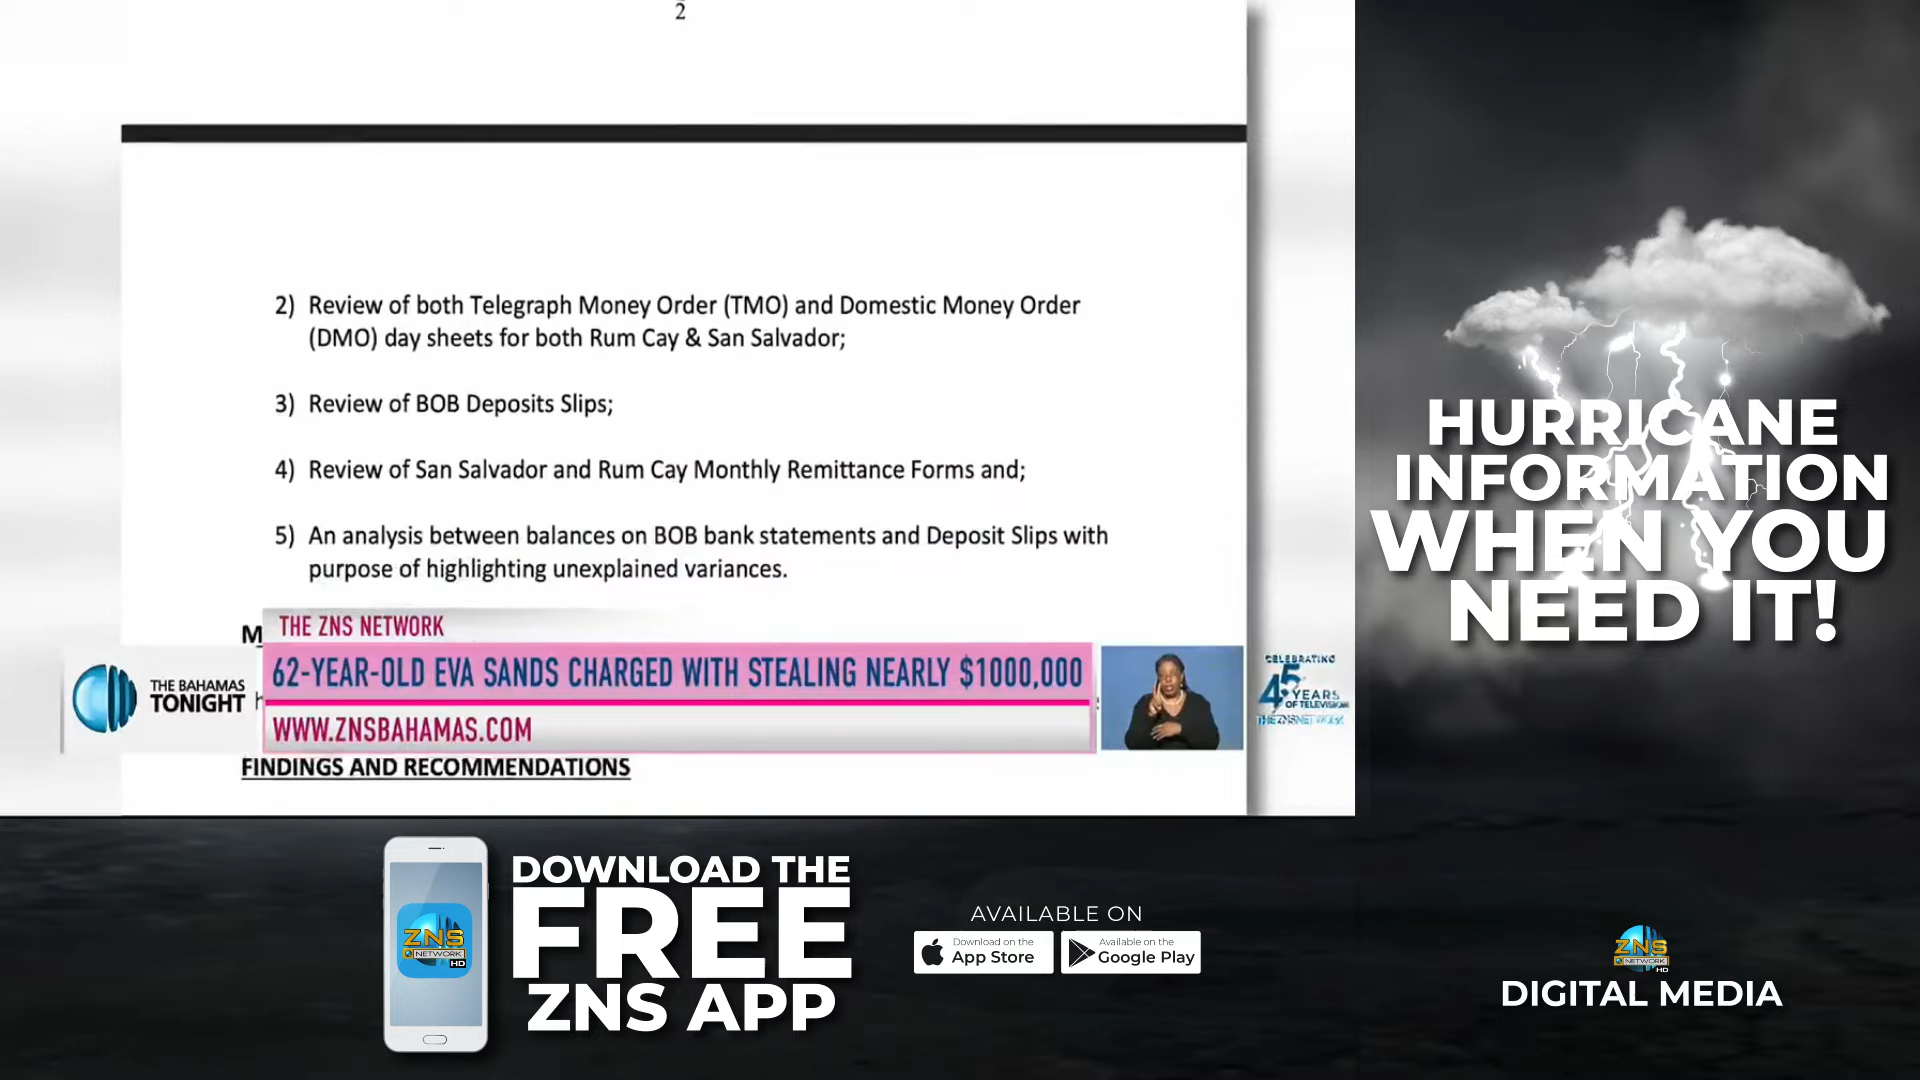 2
2) Review of both Telegraph Money Order (TMO) and Domestic Money Order
(DMO) day sheets for both Rum Cay & San Salvador;
3) Review of BOB Deposits Slips;
4) Review of San Salvador and Rum Cay Monthly Remittance Forms and;
5) An analysis between balances on BOB bank statements and Deposit Slips with
purpose of highlighting unexplained variances.
THE ZNS NETWORK
62-YEAR-OLD EVA SANDS CHARGED WITH STEALING NEARLY $1000,000
WWW.ZNSBAHAMAS.COM
THE BAHAMAS
TONIGHT
CELEBRATING
45 YEARS
OF TELEVISION
THE ZNS NETWORK
FINDINGS AND RECOMMENDATIONS
HURRICANE
INFORMATION
WHEN YOU
NEED IT!
ZNS
NETWORK
HD
DOWNLOAD THE
FREE
ZNS APP
AVAILABLE ON
Download on the
App Store
Available on the
Google Play
ZNS
NETWORK
HD
DIGITAL MEDIA